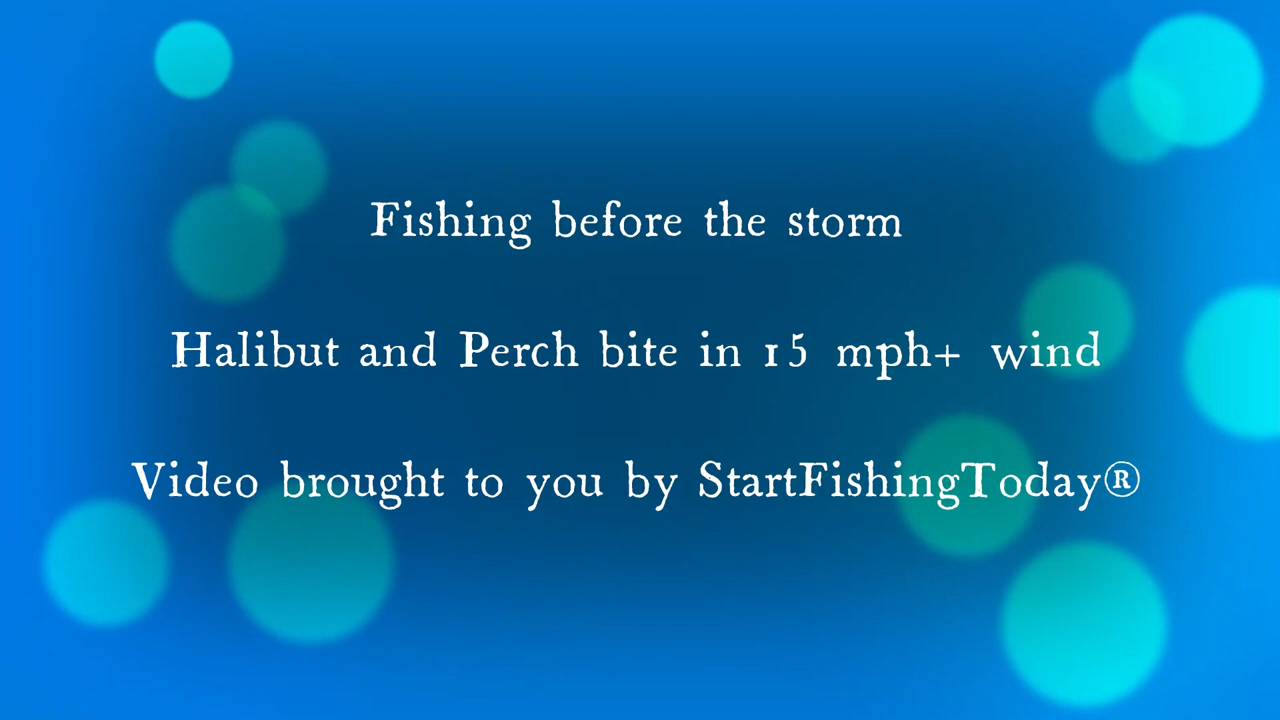 Fishing before the storm
Halibut and Perch bite in 15 mph+ wind
Video brought to you by StartFishingToday®